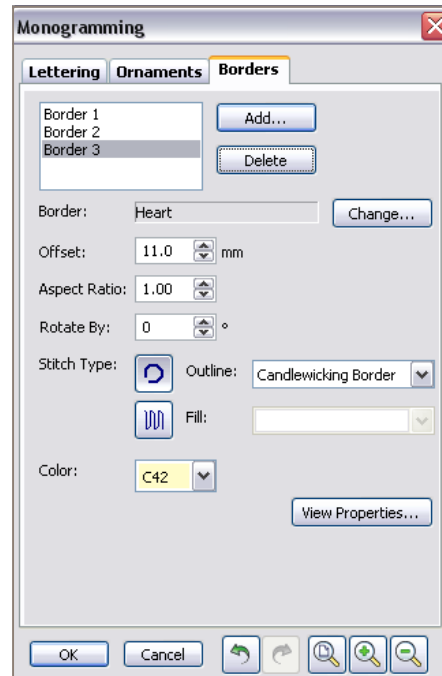 Monogramming
Lettering Ornaments Borders
Border 1
Border 2
Border 3
Add...
Delete
Border: Heart Change...
Offset: 11.0 mm
Aspect Ratio: 1.00
Rotate By: 0 °
Stitch Type: Outline: Candlewicking Border
Fill:
Color: C42
View Properties...
OK Cancel